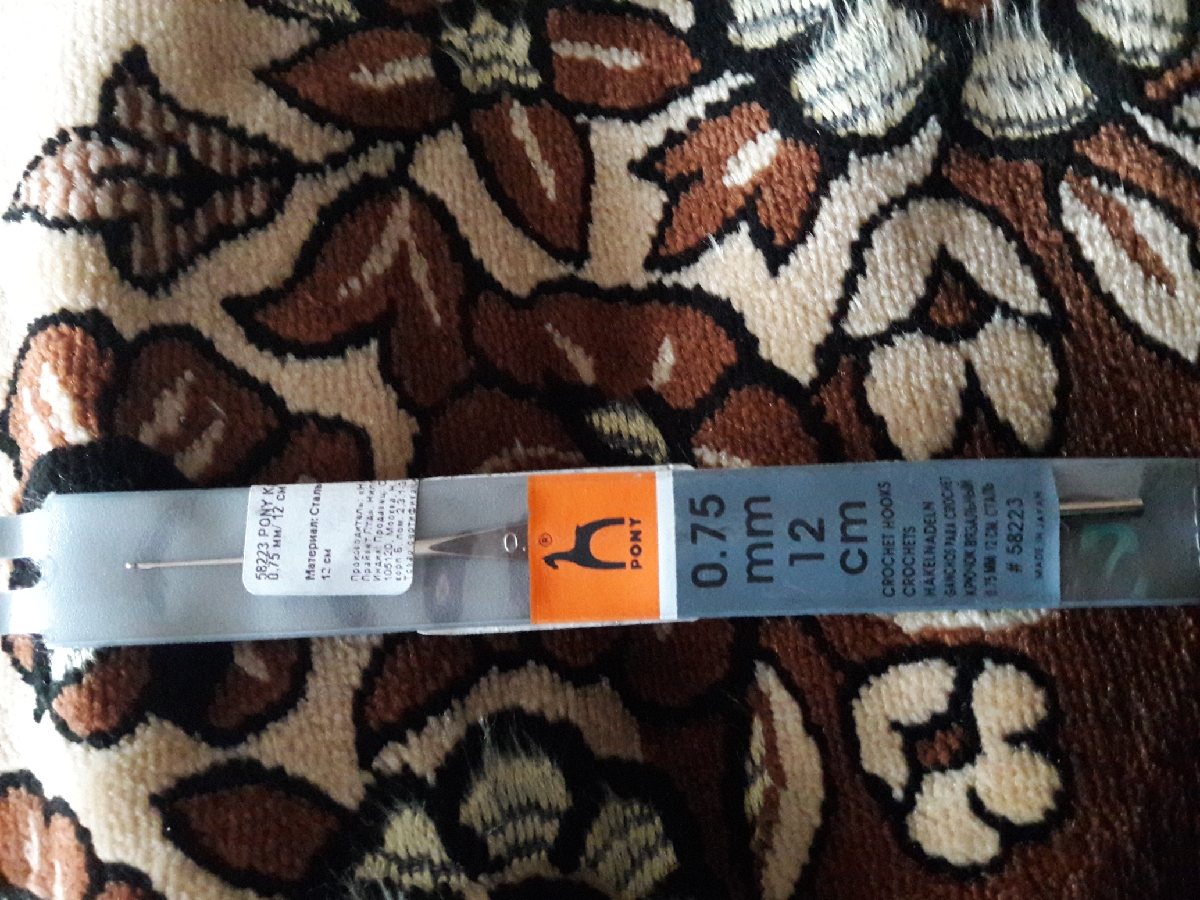 58223 PONY К
0.75 мм/ 12 см
Материал: Сталь
12 см
®
PONY
0.75
mm
12
cm
CROCHET HOOKS
CROCHETS
HÄKELNADELN
GANCHOS PARA CROCHET
КРЮЧОК ВЯЗАЛЬНЫЙ
0.75 ММ 12 СМ. СТАЛЬ
# 58223
MADE IN JAPAN